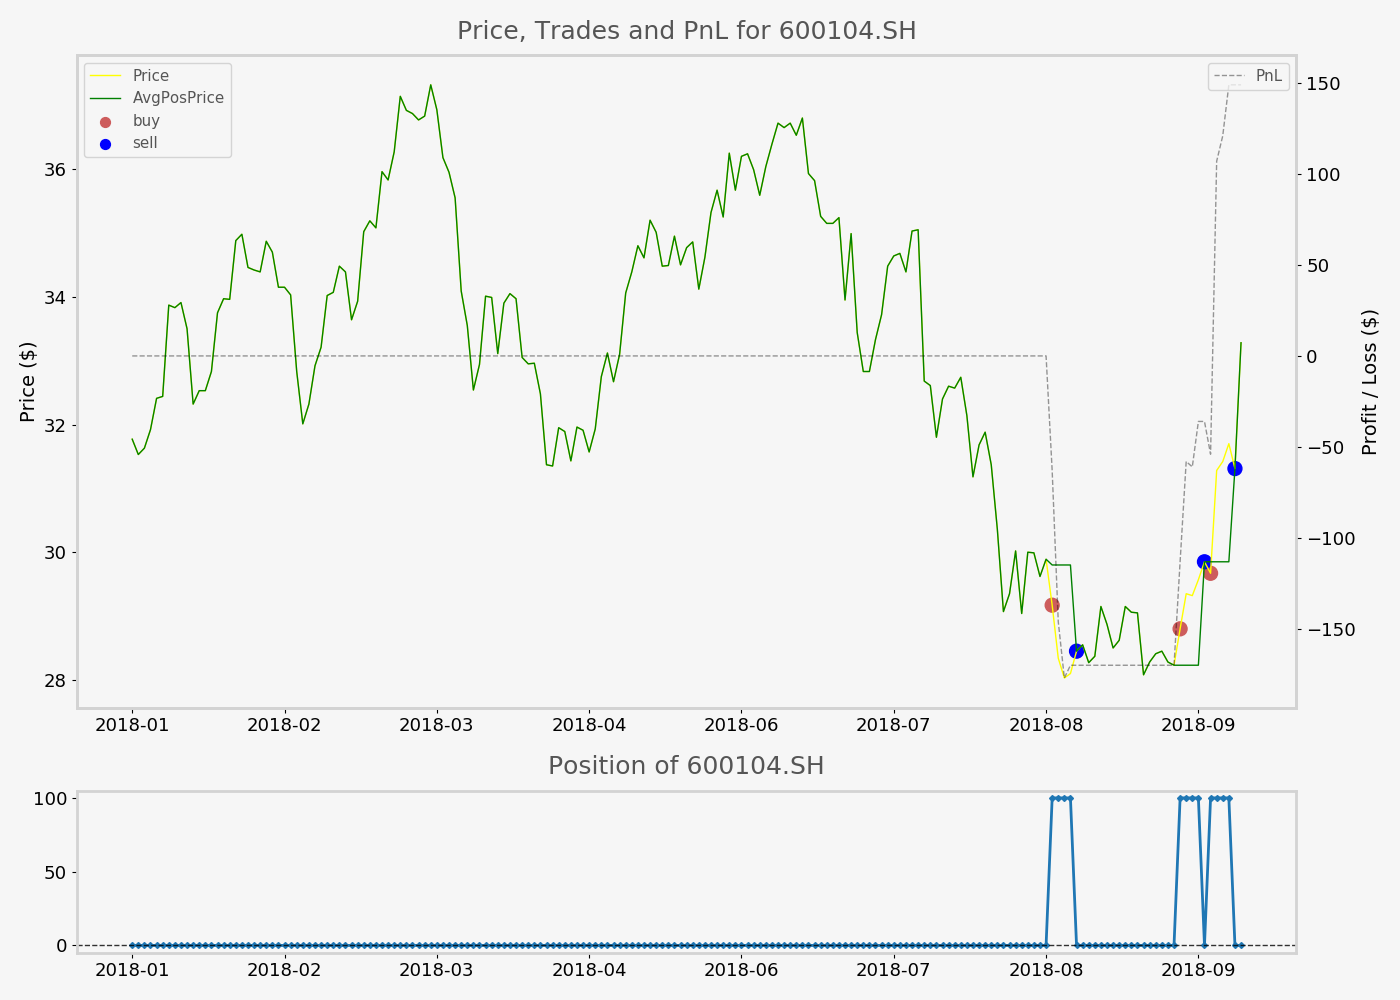 Price, Trades and PnL for 600104.SH
Price
AvgPosPrice
buy
sell
PnL
Price ($)
36
34
32
30
28
150
100
50
0
−50
−100
−150
Profit / Loss ($)
2018-01 2018-02 2018-03 2018-04 2018-06 2018-07 2018-08 2018-09
Position of 600104.SH
100
50
0
2018-01 2018-02 2018-03 2018-04 2018-06 2018-07 2018-08 2018-09